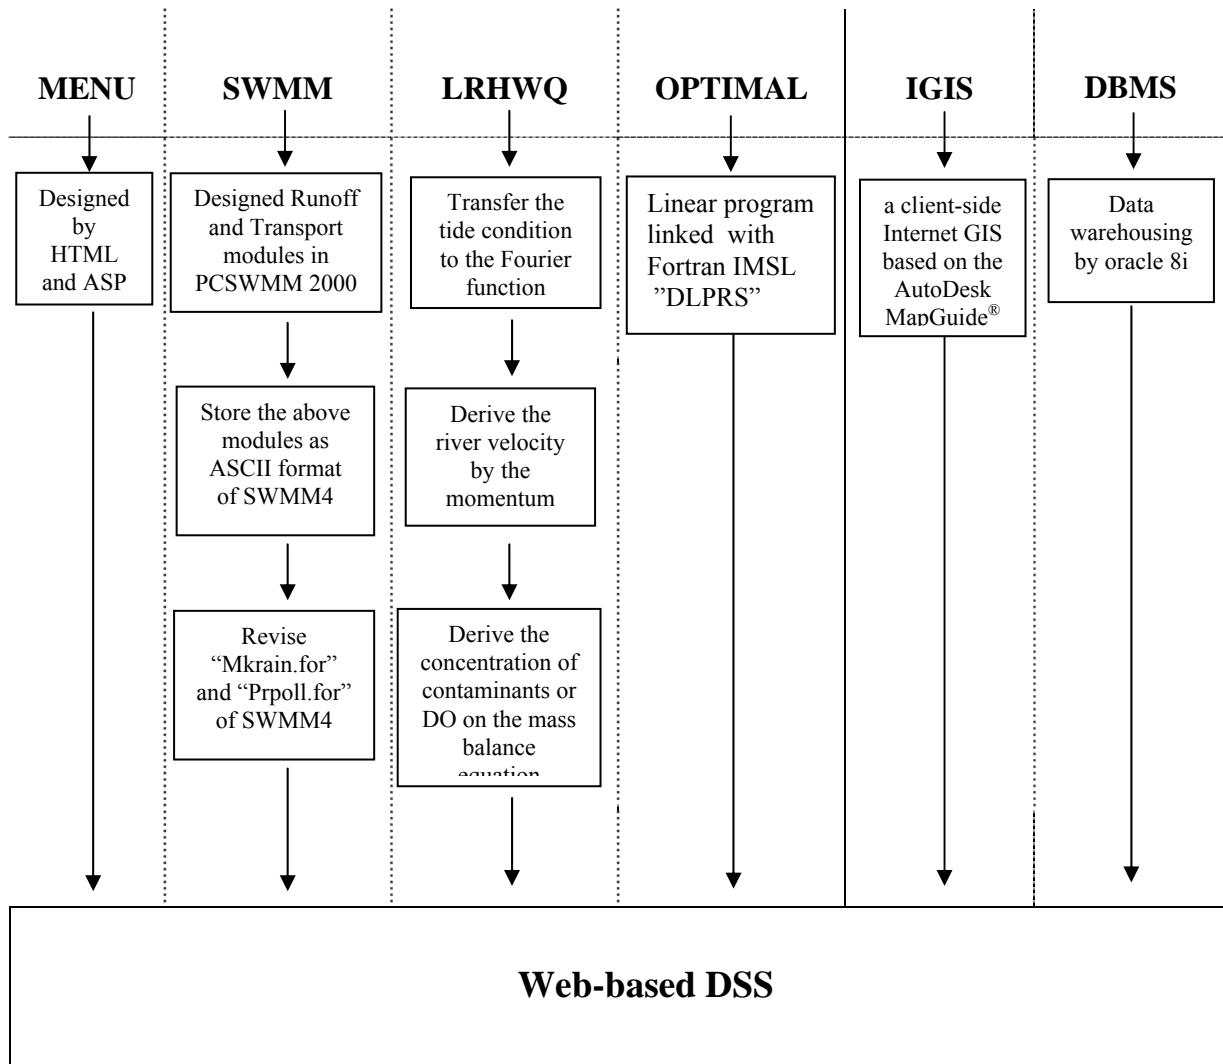 MENU
SWMM
LRHWQ
OPTIMAL
IGIS
DBMS
Designed
by
HTML
and ASP
Designed Runoff
and Transport
modules in
PCSWMM 2000
Transfer the
tide condition
to the Fourier
function
Linear program
linked with
Fortran IMSL
”DLPRS”
a client-side
Internet GIS
based on the
AutoDesk
MapGuide®
Data
warehousing
by oracle 8i
Store the above
modules as
ASCII format
of SWMM4
Derive the
river velocity
by the
momentum
Revise
“Mkrain.for”
and “Prpoll.for”
of SWMM4
Derive the
concentration of
contaminants or
DO on the mass
balance
equation
Web-based DSS